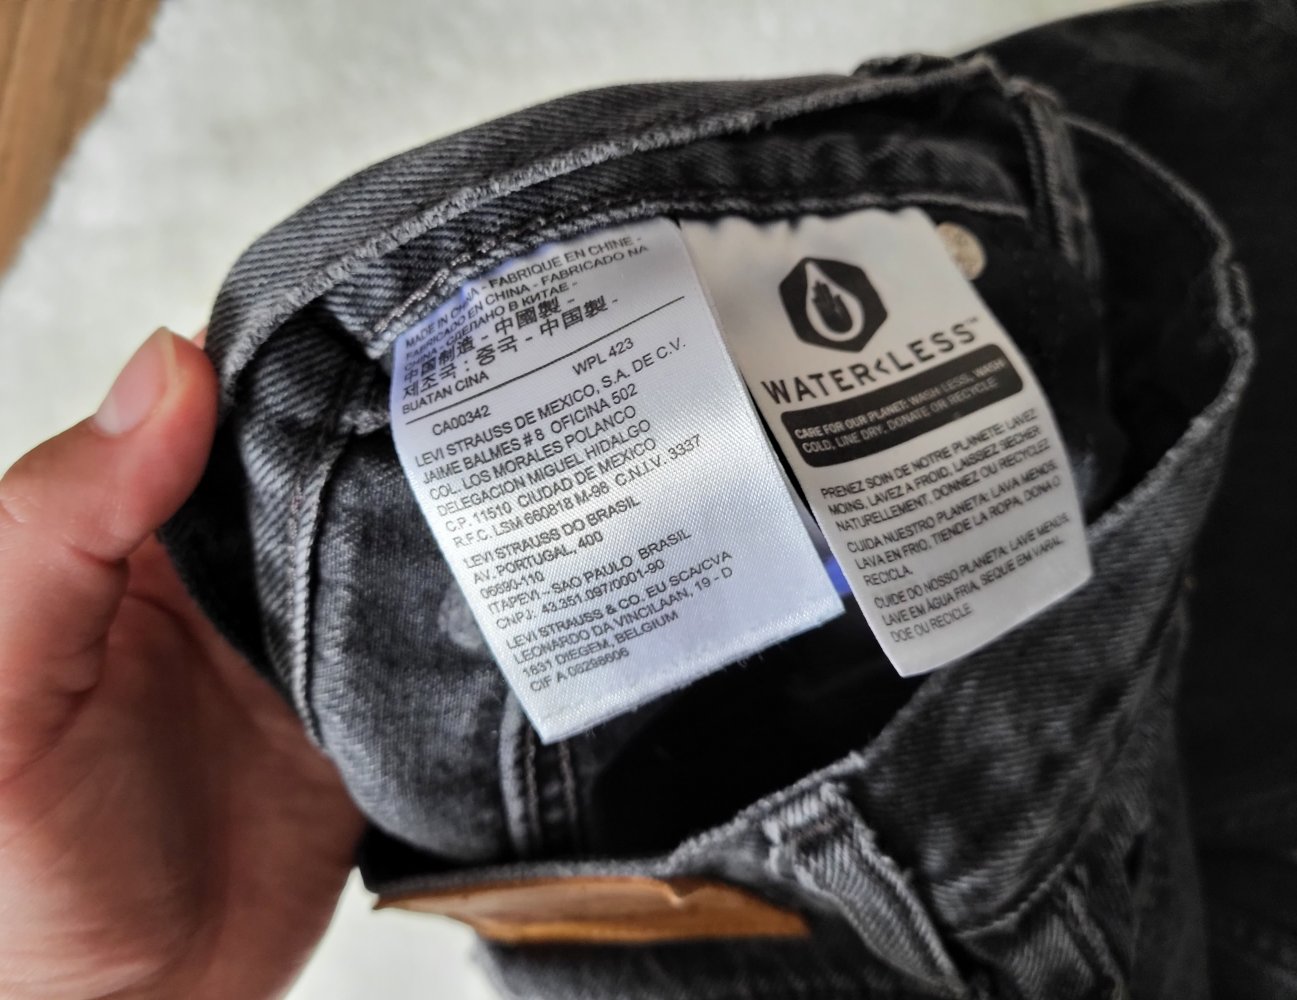 MADE IN CHINA - FABRIQUE EN CHINE -
FABRICADO EN CHINA - FABRICADO NA
CHINA - СДЕЛАНО В КИТАЕ -
中国制造 - 中國製 -
제조국 : 중국 - 中国製 -
BUATAN CINA
CA00342 WPL 423
LEVI STRAUSS DE MEXICO, S.A. DE C.V.
JAIME BALMES # 8 OFICINA 502
COL. LOS MORALES POLANCO
DELEGACION MIGUEL HIDALGO
C.P. 11510 CIUDAD DE MEXICO
R.F.C. LSM 660818 M-98 C.N.I.V. 3337
LEVI STRAUSS DO BRASIL
AV. PORTUGAL, 400
06690-110
ITAPEVI - SAO PAULO BRASIL
CNPJ. 43.351.097/0001-90
LEVI STRAUSS & CO. EU SCA/CVA
LEONARDO DA VINCILAAN, 19 - D
1831 DIEGEM, BELGIUM
CIF A 08298606
WATER<LESS™
CARE FOR OUR PLANET: WASH LESS, WASH
COLD, LINE DRY, DONATE OR RECYCLE.
PRENEZ SOIN DE NOTRE PLANETE: LAVEZ
MOINS, LAVEZ A FROID, LAISSEZ SECHER
NATURELLEMENT. DONNEZ OU RECYCLEZ.
CUIDA NUESTRO PLANETA: LAVA MENOS,
LAVA EN FRIO, TIENDE LA ROPA, DONA O
RECICLA.
CUIDE DO NOSSO PLANETA: LAVE MENOS,
LAVE EM ÁGUA FRIA, SEQUE EM VARAL.
DOE OU RECICLE